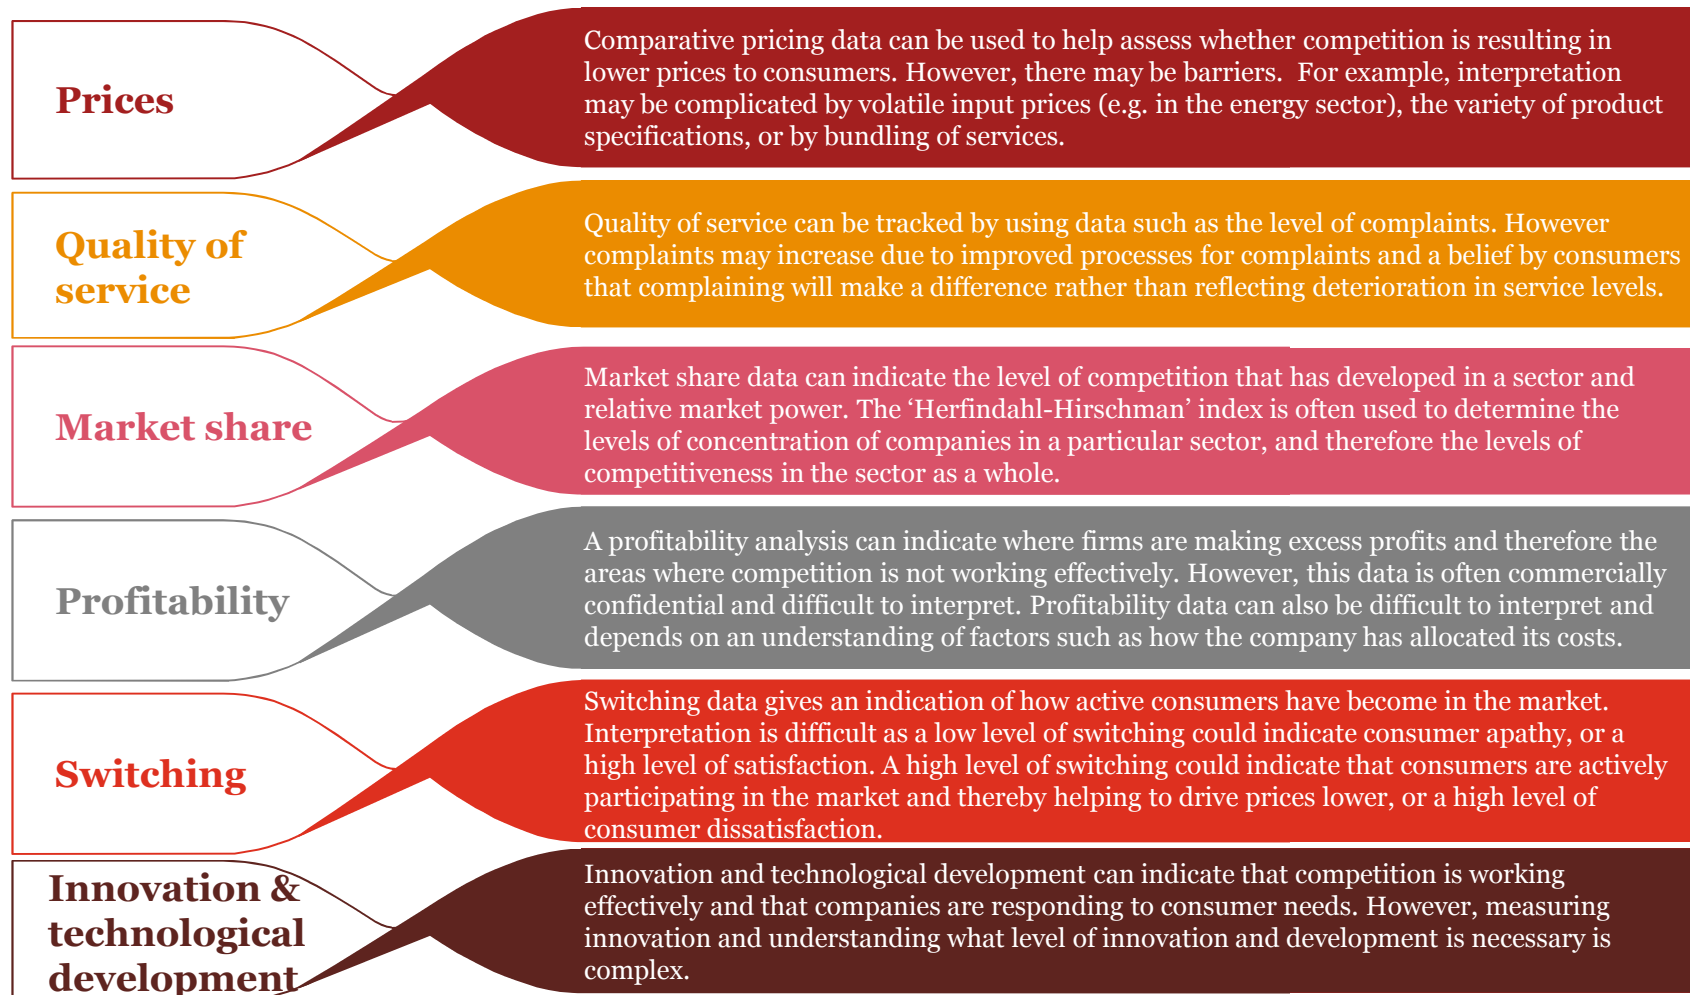 Prices
Comparative pricing data can be used to help assess whether competition is resulting in
lower prices to consumers. However, there may be barriers.  For example, interpretation
may be complicated by volatile input prices (e.g. in the energy sector), the variety of product
specifications, or by bundling of services.
Quality of
service
Quality of service can be tracked by using data such as the level of complaints. However
complaints may increase due to improved processes for complaints and a belief by consumers
that complaining will make a difference rather than reflecting deterioration in service levels.
Market share
Market share data can indicate the level of competition that has developed in a sector and
relative market power. The ‘Herfindahl-Hirschman’ index is often used to determine the
levels of concentration of companies in a particular sector, and therefore the levels of
competitiveness in the sector as a whole.
Profitability
A profitability analysis can indicate where firms are making excess profits and therefore the
areas where competition is not working effectively. However, this data is often commercially
confidential and difficult to interpret. Profitability data can also be difficult to interpret and
depends on an understanding of factors such as how the company has allocated its costs.
Switching
Switching data gives an indication of how active consumers have become in the market.
Interpretation is difficult as a low level of switching could indicate consumer apathy, or a
high level of satisfaction. A high level of switching could indicate that consumers are actively
participating in the market and thereby helping to drive prices lower, or a high level of
consumer dissatisfaction.
Innovation &
technological
development
Innovation and technological development can indicate that competition is working
effectively and that companies are responding to consumer needs. However, measuring
innovation and understanding what level of innovation and development is necessary is
complex.